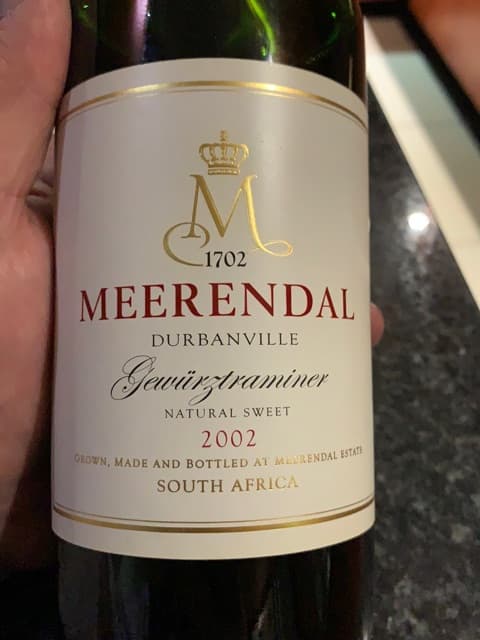 M
1702
MEERENDAL
DURBANVILLE
Gewürztraminer
NATURAL SWEET
2002
GROWN, MADE AND BOTTLED AT MEERENDAL ESTATE
SOUTH AFRICA